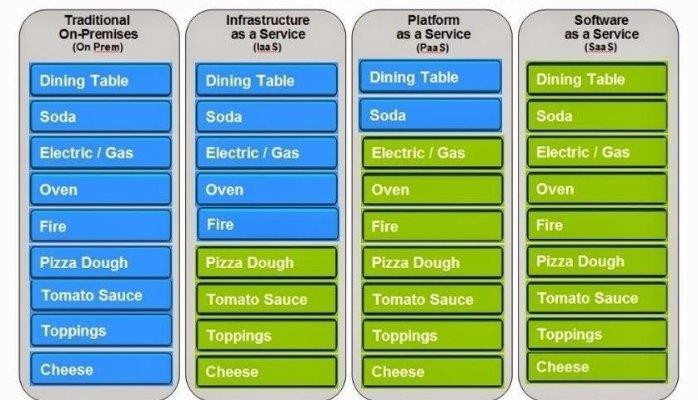 Traditional
On-Premises
(On Prem)
Dining Table
Soda
Electric / Gas
Oven
Fire
Pizza Dough
Tomato Sauce
Toppings
Cheese
Infrastructure
as a Service
(IaaS)
Dining Table
Soda
Electric / Gas
Oven
Fire
Pizza Dough
Tomato Sauce
Toppings
Cheese
Platform
as a Service
(PaaS)
Dining Table
Soda
Electric / Gas
Oven
Fire
Pizza Dough
Tomato Sauce
Toppings
Cheese
Software
as a Service
(SaaS)
Dining Table
Soda
Electric / Gas
Oven
Fire
Pizza Dough
Tomato Sauce
Toppings
Cheese